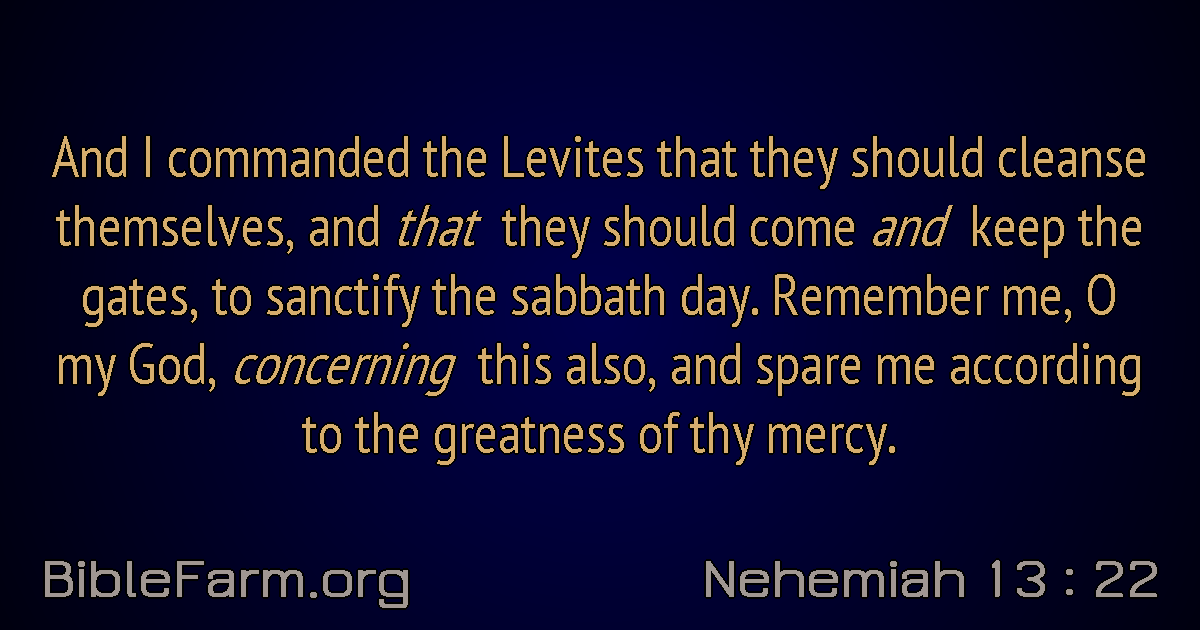 And I commanded the Levites that they should cleanse
themselves, and that they should come and keep the
gates, to sanctify the sabbath day. Remember me, O
my God, concerning this also, and spare me according
to the greatness of thy mercy.
BibleFarm.org
Nehemiah 13 : 22